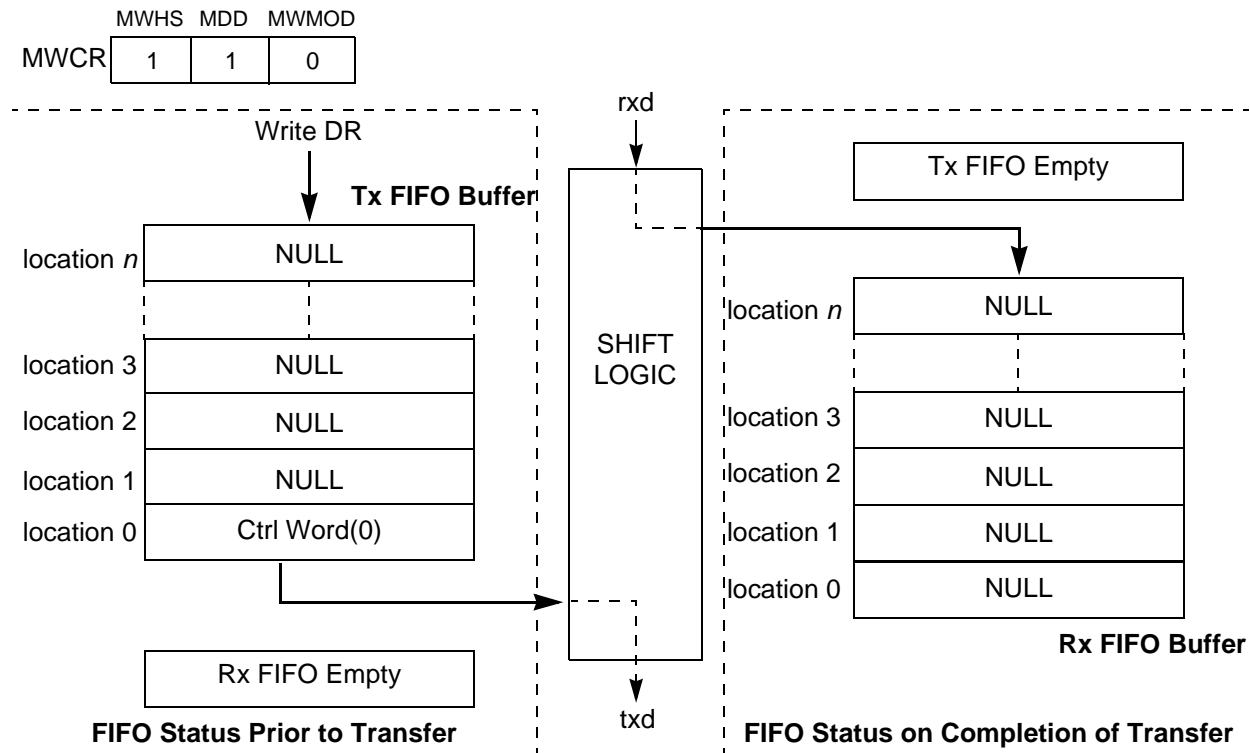 MWHS MDD MWMOD
MWCR 1 1 0
Write DR
Tx FIFO Buffer
location n NULL
location 3 NULL
location 2 NULL
location 1 NULL
location 0 Ctrl Word(0)
Rx FIFO Empty
FIFO Status Prior to Transfer
rxd
SHIFT
LOGIC
txd
Tx FIFO Empty
location n NULL
location 3 NULL
location 2 NULL
location 1 NULL
location 0 NULL
Rx FIFO Buffer
FIFO Status on Completion of Transfer